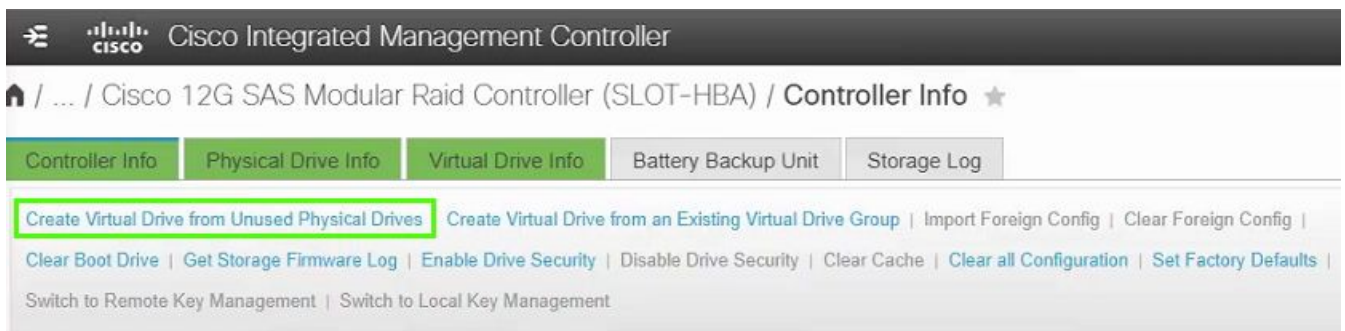 cisco Cisco Integrated Management Controller
/ ... / Cisco 12G SAS Modular Raid Controller (SLOT-HBA) / Controller Info
Controller Info Physical Drive Info Virtual Drive Info Battery Backup Unit Storage Log
Create Virtual Drive from Unused Physical Drives Create Virtual Drive from an Existing Virtual Drive Group | Import Foreign Config | Clear Foreign Config |
Clear Boot Drive | Get Storage Firmware Log | Enable Drive Security | Disable Drive Security | Clear Cache | Clear all Configuration | Set Factory Defaults |
Switch to Remote Key Management | Switch to Local Key Management